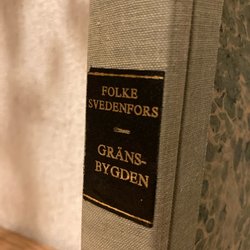 FOLKE
SVEDENFORS
GRÄNS-
BYGDEN